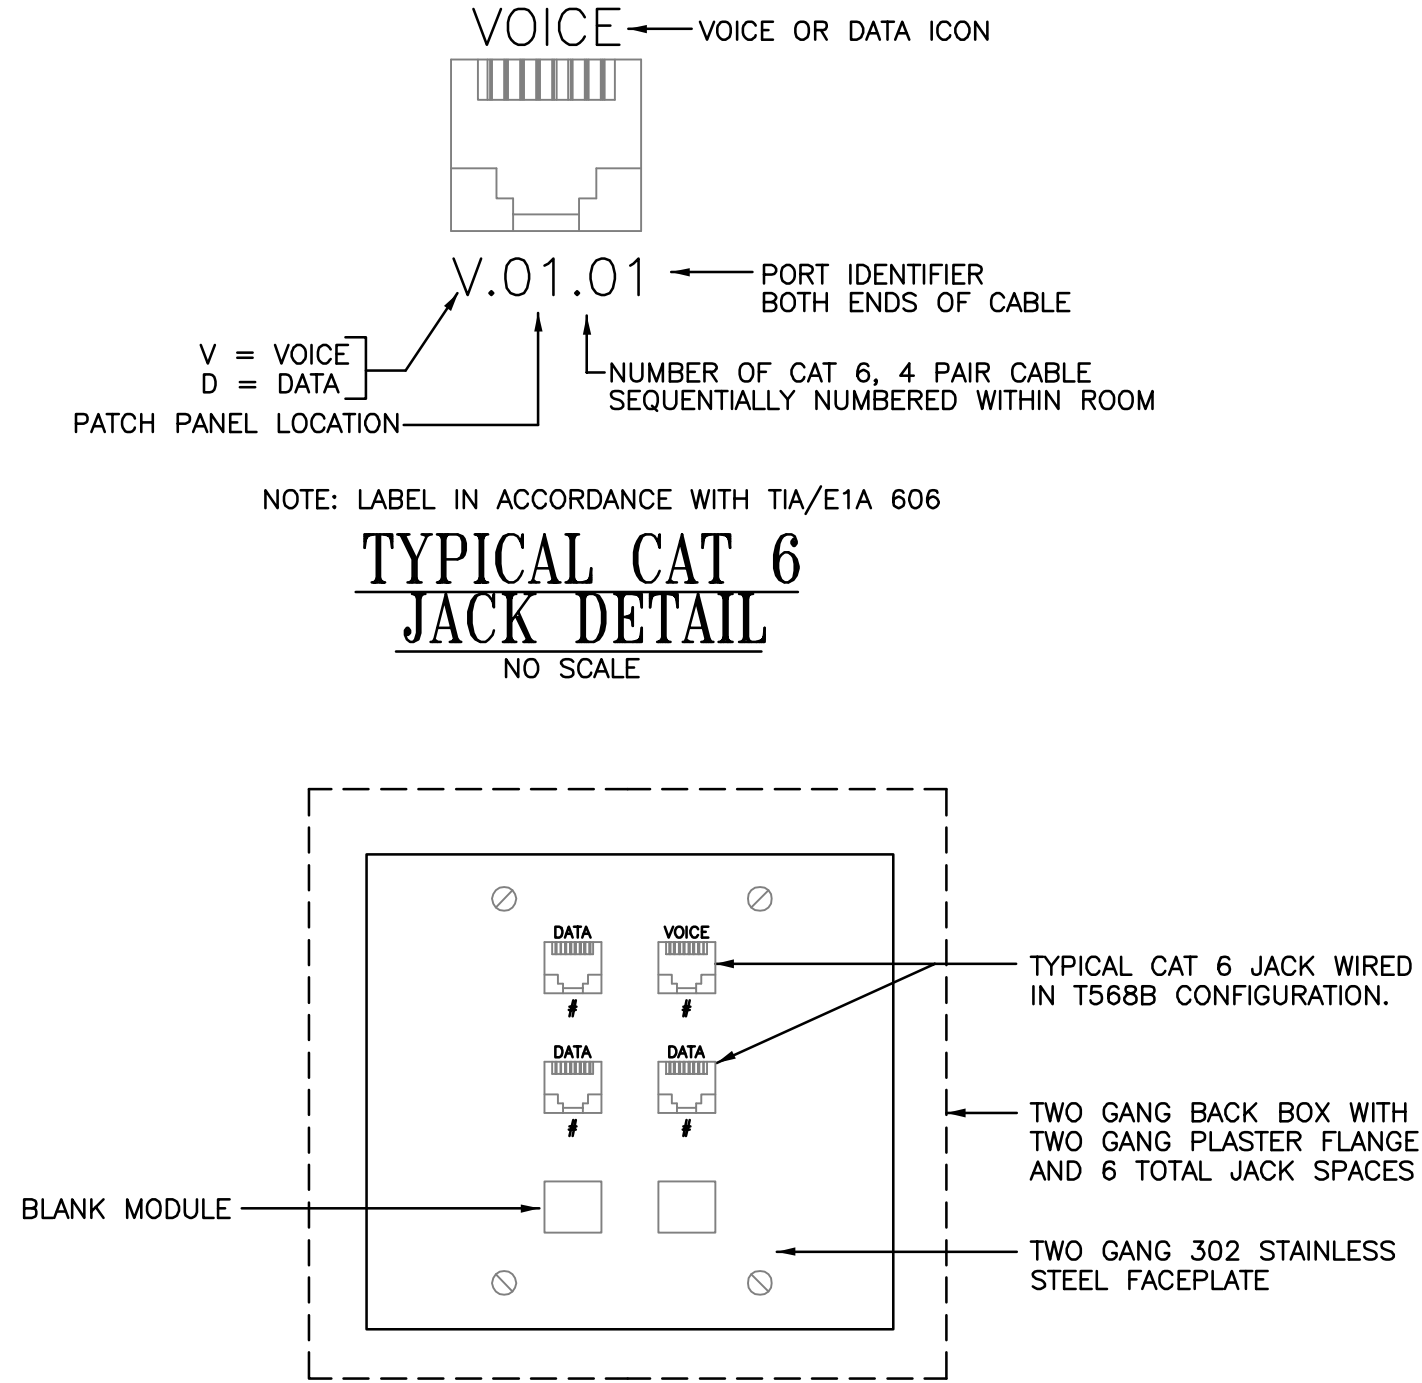 VOICE
VOICE OR DATA ICON
V.01.01
PORT IDENTIFIER
BOTH ENDS OF CABLE
V = VOICE
D = DATA
PATCH PANEL LOCATION
NUMBER OF CAT 6, 4 PAIR CABLE
SEQUENTIALLY NUMBERED WITHIN ROOM
NOTE: LABEL IN ACCORDANCE WITH TIA/E1A 606
TYPICAL CAT 6
JACK DETAIL
NO SCALE
DATA
VOICE
#
#
DATA
DATA
#
#
TYPICAL CAT 6 JACK WIRED
IN T568B CONFIGURATION.
TWO GANG BACK BOX WITH
TWO GANG PLASTER FLANGE
AND 6 TOTAL JACK SPACES
BLANK MODULE
TWO GANG 302 STAINLESS
STEEL FACEPLATE